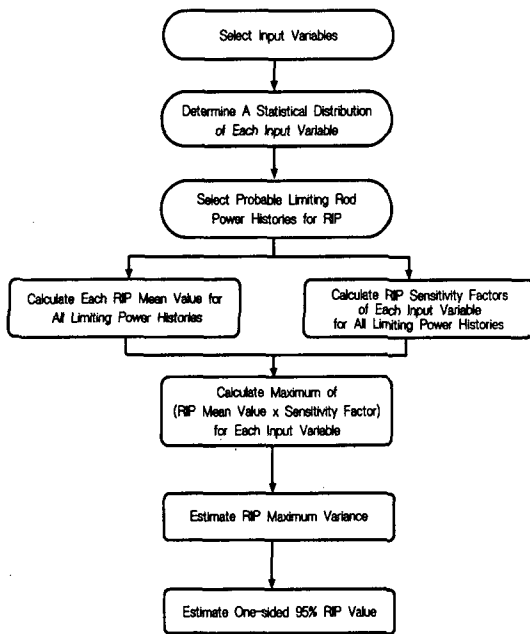 Select Input Variables
Determine A Statistical Distribution
of Each Input Variable
Select Probable Limiting Rod
Power Histories for RIP
Calculate Each RIP Mean Value for
All Limiting Power Histories
Calculate RIP Sensitivity Factors
of Each Input Variable
for All Limiting Power Histories
Calculate Maximum of
(RIP Mean Value x Sensitivity Factor)
for Each Input Variable
Estimate RIP Maximum Variance
Estimate One-sided 95% RIP Value